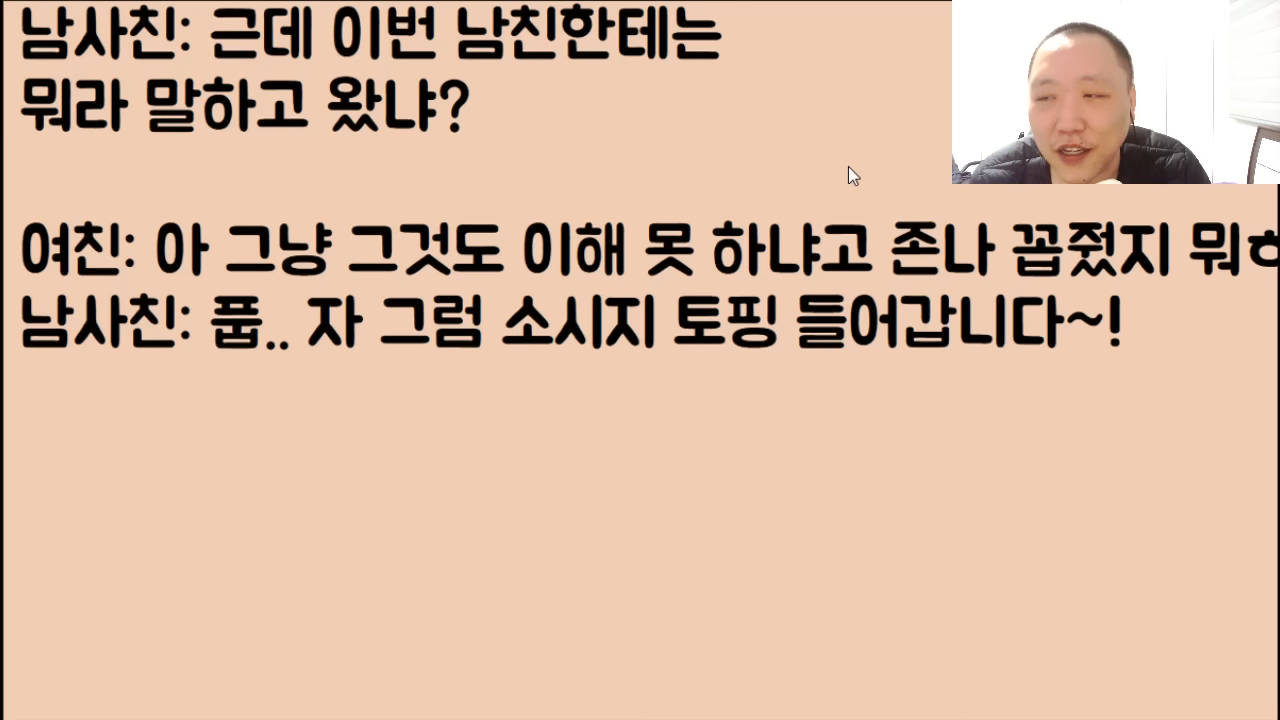 남사친: 근데 이번 남친한테는
뭐라 말하고 왔냐?
여친: 아 그냥 그것도 이해 못 하냐고 존나 꼽줬지 뭐
남사친: 풉.. 자 그럼 소시지 토핑 들어갑니다~!